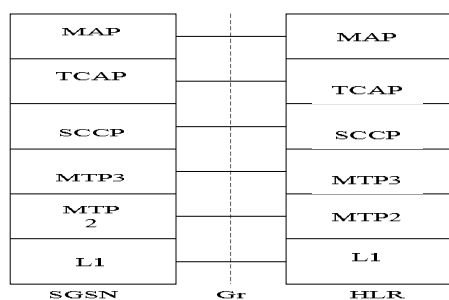 MAP
TCAP
SCCP
MTP3
MTP
2
L1
SGSN
Gr
MAP
TCAP
SCCP
MTP3
MTP2
L1
HLR